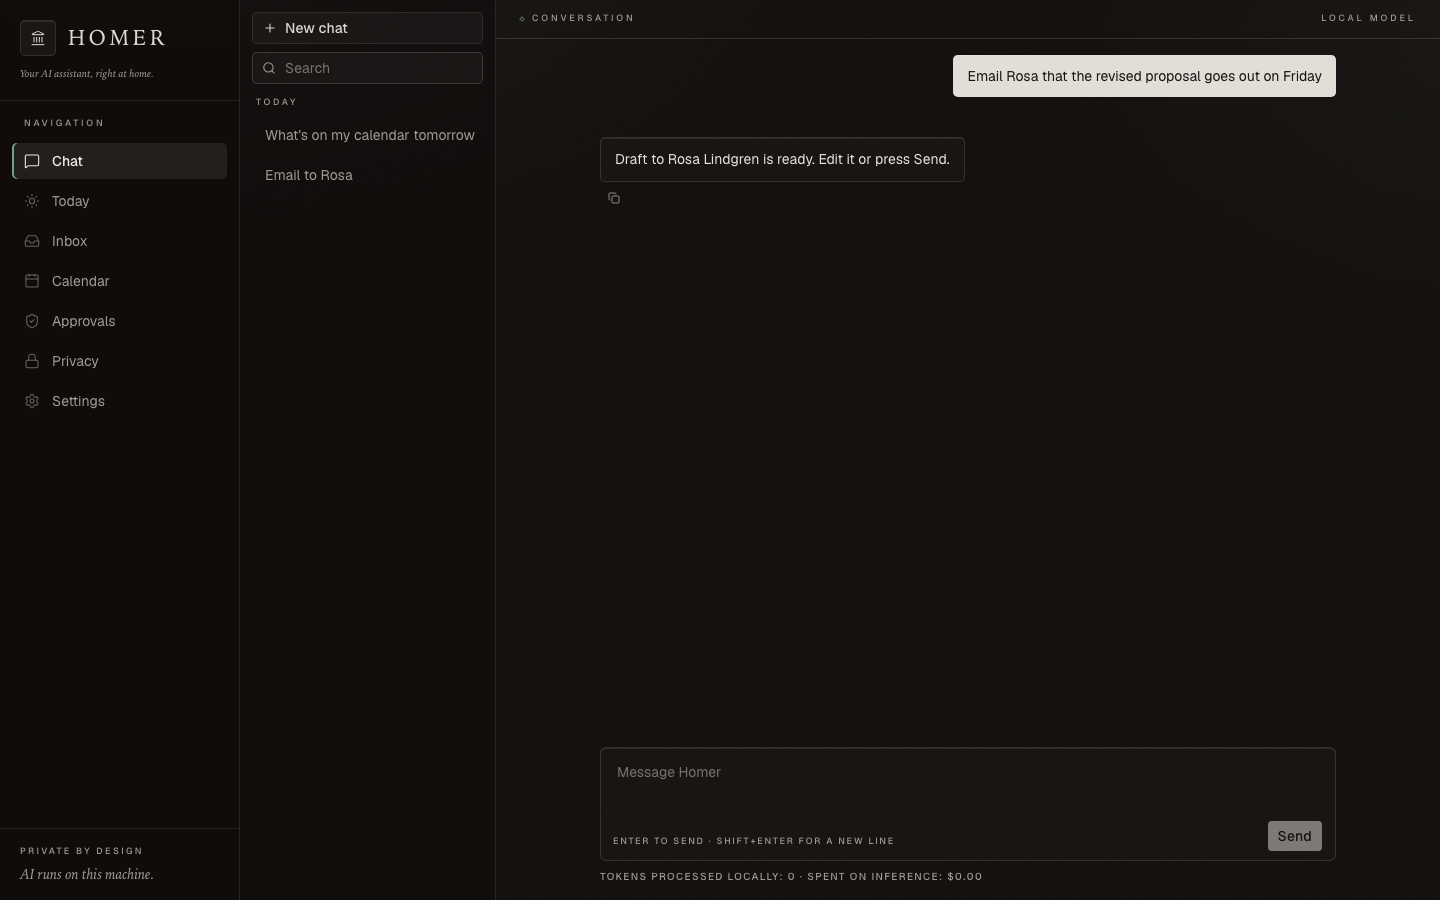 HOMER
Your AI assistant, right at home.
NAVIGATION
Chat
Today
Inbox
Calendar
Approvals
Privacy
Settings
PRIVATE BY DESIGN
AI runs on this machine.
New chat
Search
TODAY
What's on my calendar tomorrow
Email to Rosa
CONVERSATION
LOCAL MODEL
Email Rosa that the revised proposal goes out on Friday
Draft to Rosa Lindgren is ready. Edit it or press Send.
Message Homer
ENTER TO SEND · SHIFT+ENTER FOR A NEW LINE
Send
TOKENS PROCESSED LOCALLY: 0 · SPENT ON INFERENCE: $0.00